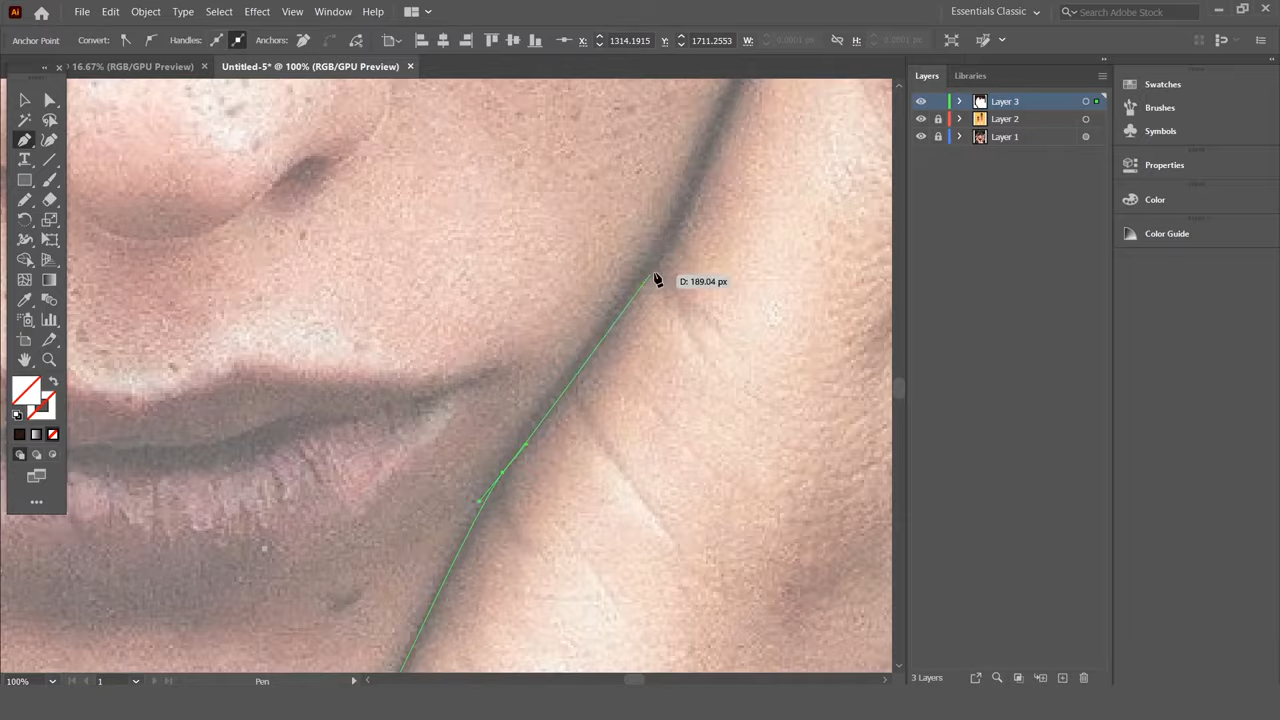 Ai File Edit Object Type Select Effect View Window Help Essentials Classic Search Adobe Stock
Anchor Point Convert: Handles: Anchors: X: 1314.1915 Y: 1711.2553 W: H:
16.67% (RGB/GPU Preview) × Untitled-5* @ 100% (RGB/GPU Preview) ×
Layers Libraries
Layer 3
Layer 2
Layer 1
Swatches
Brushes
Symbols
Properties
Color
Color Guide
D: 189.04 px
100% 1 Pen 3 Layers